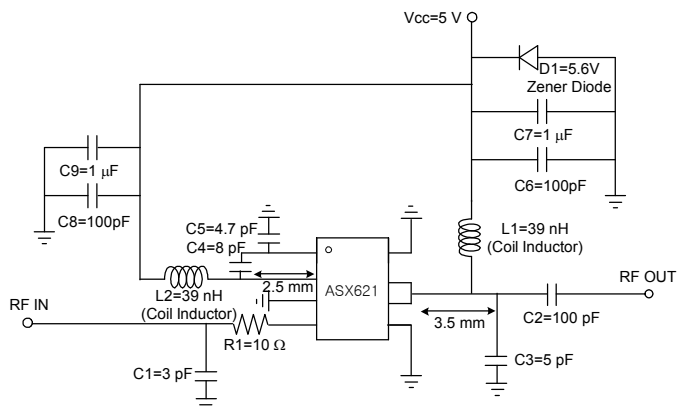 Vcc=5 V
D1=5.6V
Zener Diode
C7=1 μF
C6=100pF
C9=1 μF
C8=100pF
C5=4.7 pF
C4=8 pF
L1=39 nH
(Coil Inductor)
2.5 mm
ASX621
RF OUT
L2=39 nH
(Coil Inductor)
RF IN
3.5 mm
C2=100 pF
R1=10 Ω
C1=3 pF
C3=5 pF